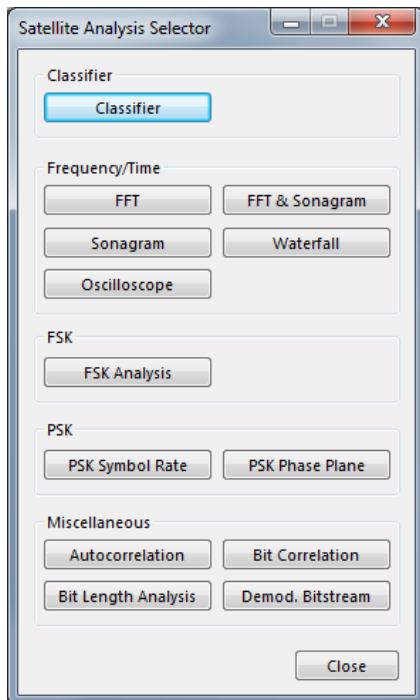 Satellite Analysis Selector
Classifier
Classifier
Frequency/Time
FFT FFT & Sonagram
Sonagram Waterfall
Oscilloscope
FSK
FSK Analysis
PSK
PSK Symbol Rate PSK Phase Plane
Miscellaneous
Autocorrelation Bit Correlation
Bit Length Analysis Demod. Bitstream
Close